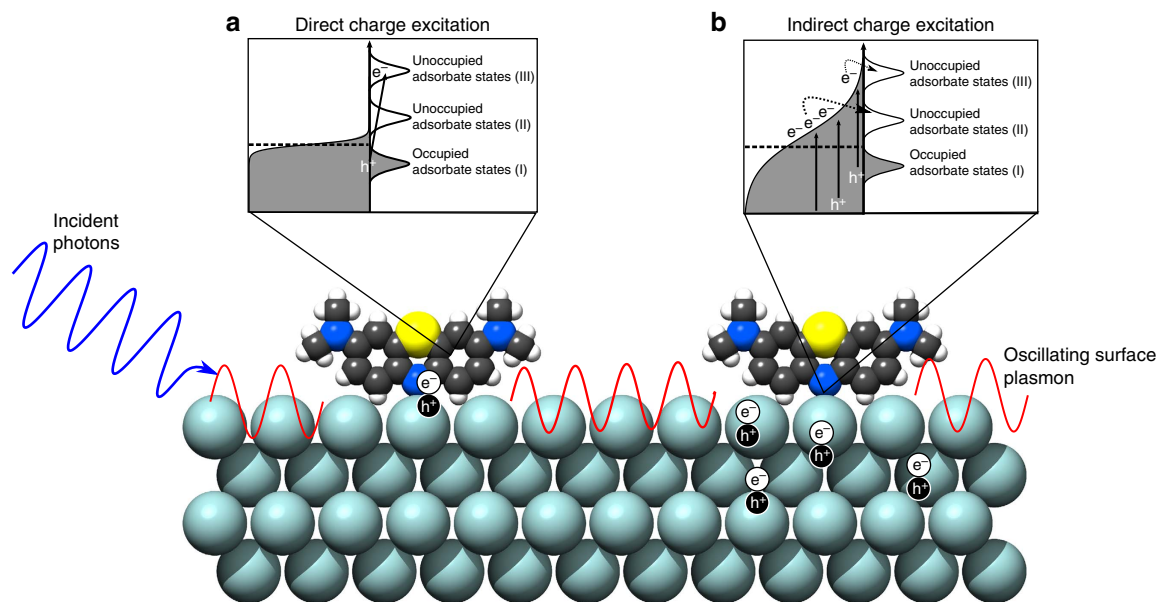 a
Direct charge excitation
e⁻
Unoccupied
adsorbate states (III)
Unoccupied
adsorbate states (II)
h⁺
Occupied
adsorbate states (I)
b
Indirect charge excitation
e⁻
Unoccupied
adsorbate states (III)
e⁻ e⁻ e⁻
Unoccupied
adsorbate states (II)
h⁺
h⁺
Occupied
adsorbate states (I)
Incident
photons
Oscillating surface
plasmon
e⁻
h⁺
e⁻
h⁺
e⁻
h⁺
e⁻
h⁺
e⁻
h⁺